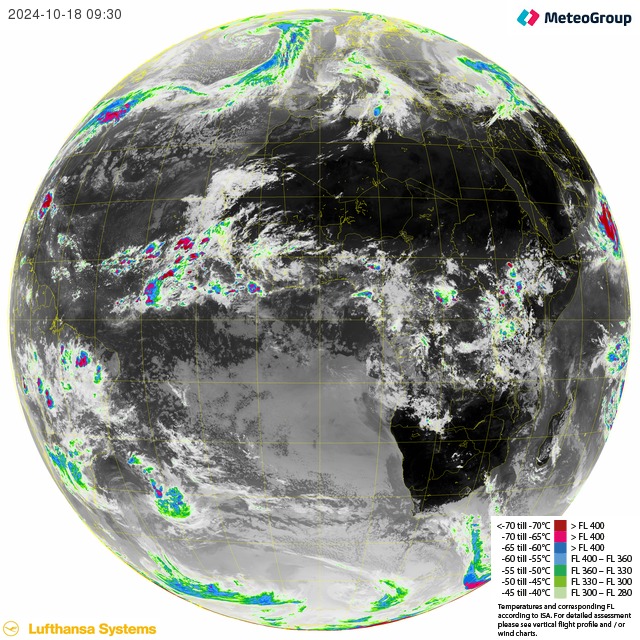 2024-10-18 09:30
MeteoGroup
<-70 till -70°C > FL 400
-70 till -65°C > FL 400
-65 till -60°C > FL 400
-60 till -55°C FL 400 – FL 360
-55 till -50°C FL 360 – FL 330
-50 till -45°C FL 330 – FL 300
-45 till -40°C FL 300 – FL 280
Temperatures and corresponding FL
according to ISA. For detailed assessment
please see vertical flight profile and / or
wind charts.
Lufthansa Systems